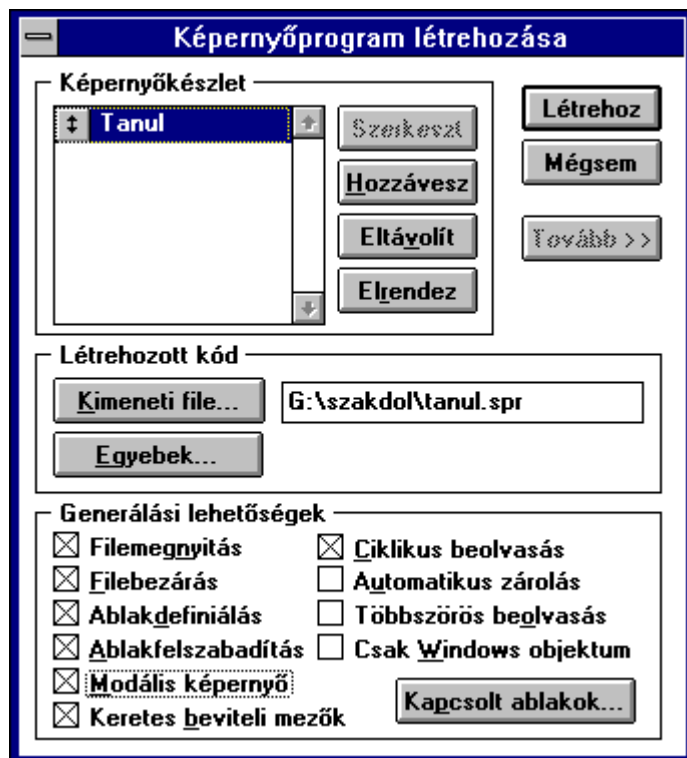 Képernyőprogram létrehozása
Képernyőkészlet
Tanul
Szerkeszt
Hozzávesz
Eltávolít
Elrendez
Létrehoz
Mégsem
Tovább >>
Létrehozott kód
Kimeneti file...
G:\szakdol\tanul.spr
Egyebek...
Generálási lehetőségek
Filemegnyitás
Filebezárás
Ablakdefiniálás
Ablakfelszabadítás
Modális képernyő
Keretes beviteli mezők
Ciklikus beolvasás
Automatikus zárolás
Többszörös beolvasás
Csak Windows objektum
Kapcsolt ablakok...